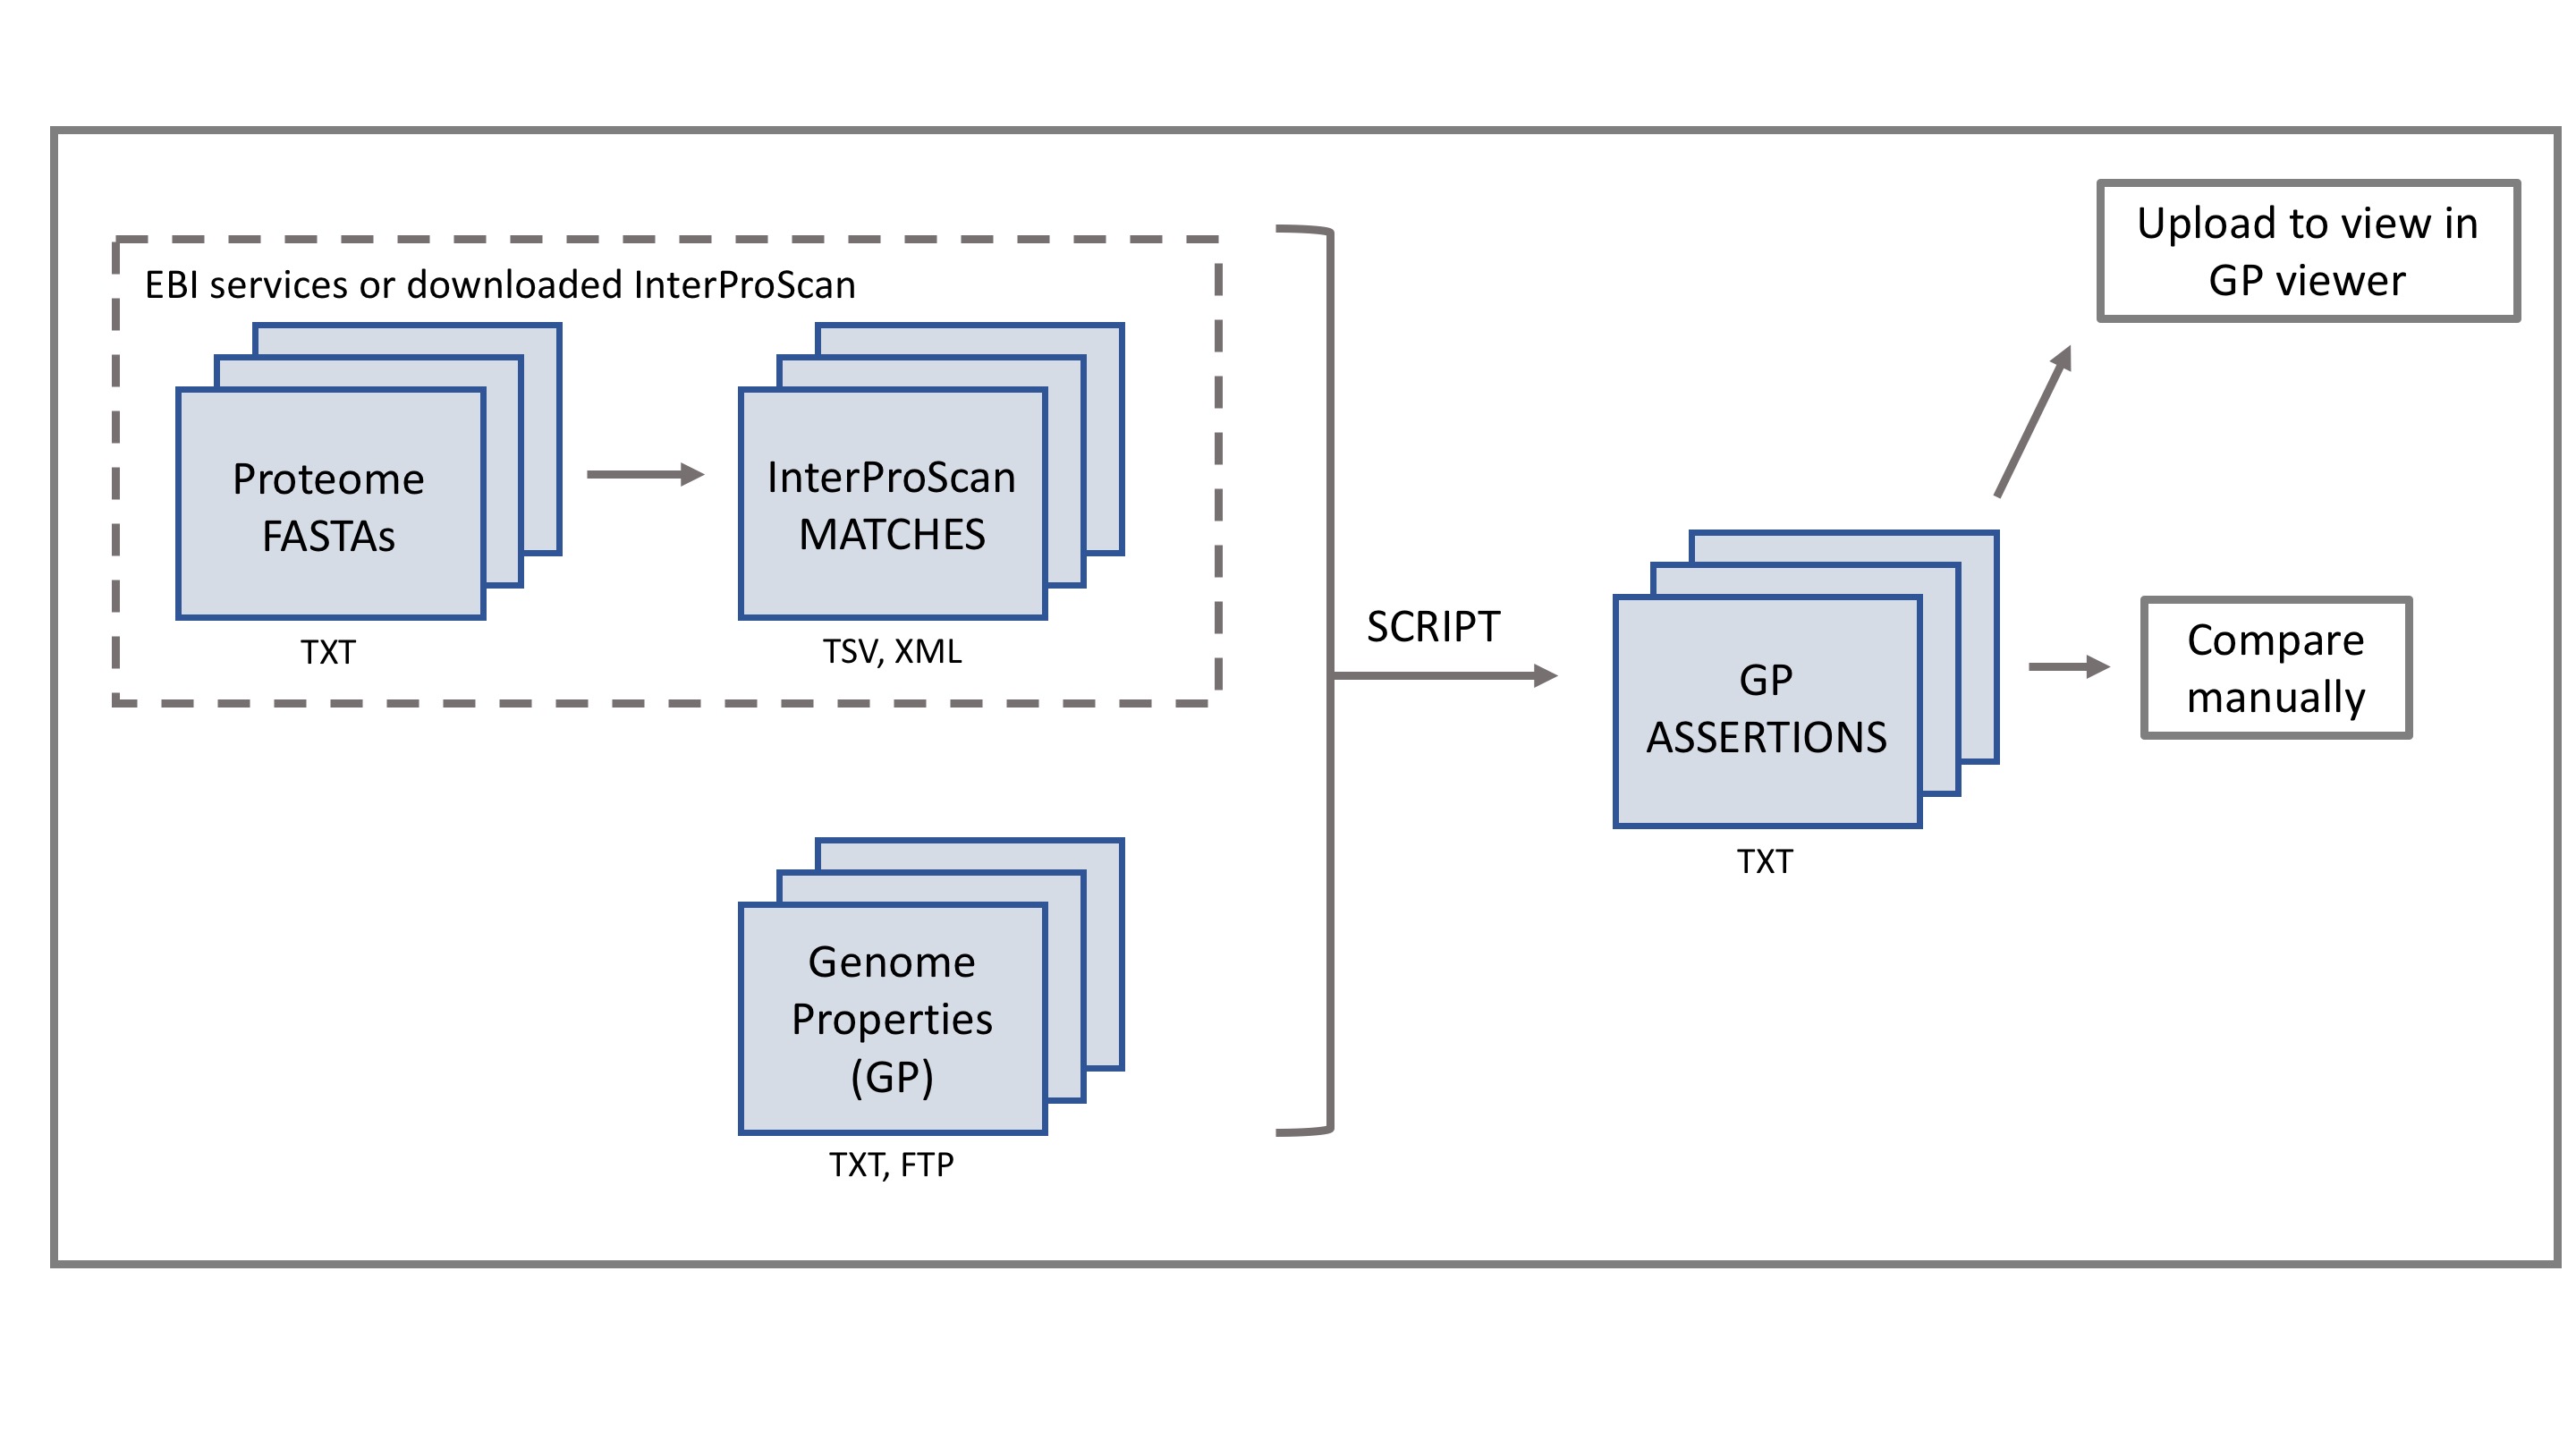 EBI services or downloaded InterProScan
Proteome
FASTAs
TXT
InterProScan
MATCHES
TSV, XML
Genome
Properties
(GP)
TXT, FTP
SCRIPT
GP
ASSERTIONS
TXT
Upload to view in
GP viewer
Compare
manually